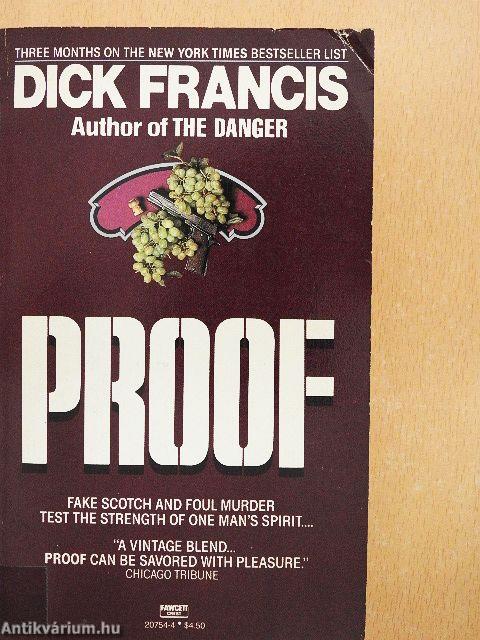 THREE MONTHS ON THE NEW YORK TIMES BESTSELLER LIST
DICK FRANCIS
Author of THE DANGER
PROOF
FAKE SCOTCH AND FOUL MURDER
TEST THE STRENGTH OF ONE MAN'S SPIRIT....
"A VINTAGE BLEND...
PROOF CAN BE SAVORED WITH PLEASURE."
CHICAGO TRIBUNE
FAWCETT
CREST
20754-4 • $4.50
Antikvárium.hu